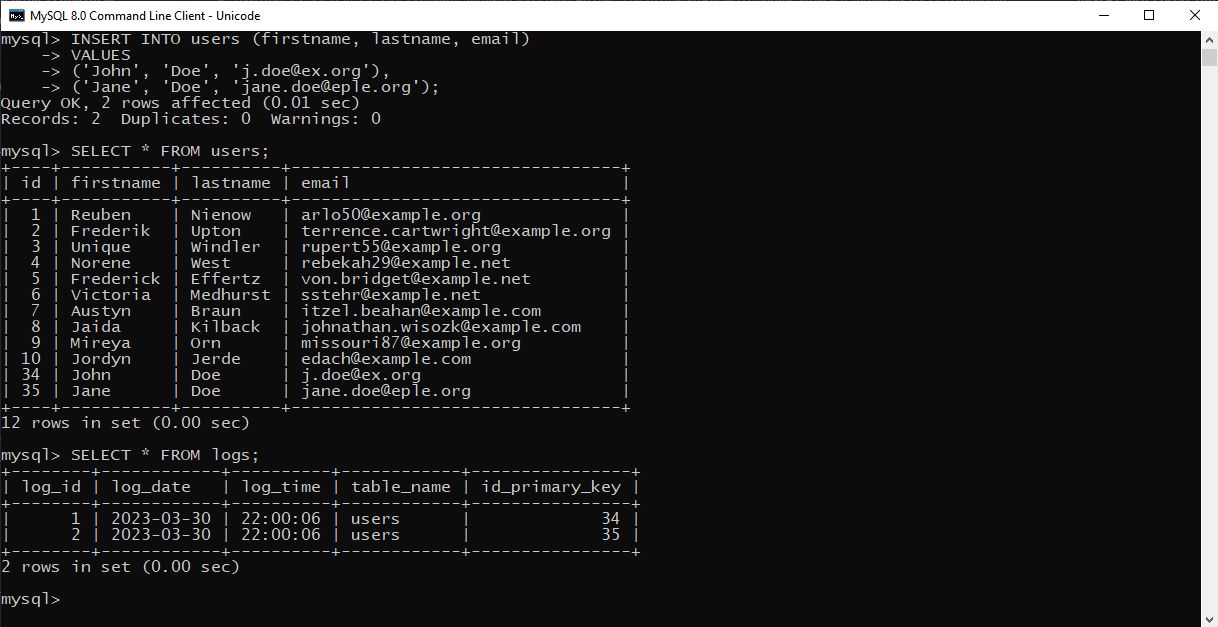 MySQL 8.0 Command Line Client - Unicode
mysql> INSERT INTO users (firstname, lastname, email)
    -> VALUES
    -> ('John', 'Doe', 'j.doe@ex.org'),
    -> ('Jane', 'Doe', 'jane.doe@eple.org');
Query OK, 2 rows affected (0.01 sec)
Records: 2  Duplicates: 0  Warnings: 0
mysql> SELECT * FROM users;
+----+-----------+----------+---------------------------------+
| id | firstname | lastname | email                           |
+----+-----------+----------+---------------------------------+
|  1 | Reuben    | Nienow   | arlo50@example.org              |
|  2 | Frederik  | Upton    | terrence.cartwright@example.org |
|  3 | Unique    | Windler  | rupert55@example.org            |
|  4 | Norene    | West     | rebekah29@example.net           |
|  5 | Frederick | Effertz  | von.bridget@example.net         |
|  6 | Victoria  | Medhurst | sstehr@example.net              |
|  7 | Austyn    | Braun    | itzel.beahan@example.com        |
|  8 | Jaida     | Kilback  | johnathan.wisozk@example.com    |
|  9 | Mireya    | Orn      | missouri87@example.org          |
| 10 | Jordyn    | Jerde    | edach@example.com               |
| 34 | John      | Doe      | j.doe@ex.org                    |
| 35 | Jane      | Doe      | jane.doe@eple.org               |
+----+-----------+----------+---------------------------------+
12 rows in set (0.00 sec)
mysql> SELECT * FROM logs;
+--------+------------+----------+------------+----------------+
| log_id | log_date   | log_time | table_name | id_primary_key |
+--------+------------+----------+------------+----------------+
|      1 | 2023-03-30 | 22:00:06 | users      |             34 |
|      2 | 2023-03-30 | 22:00:06 | users      |             35 |
+--------+------------+----------+------------+----------------+
2 rows in set (0.00 sec)
mysql>